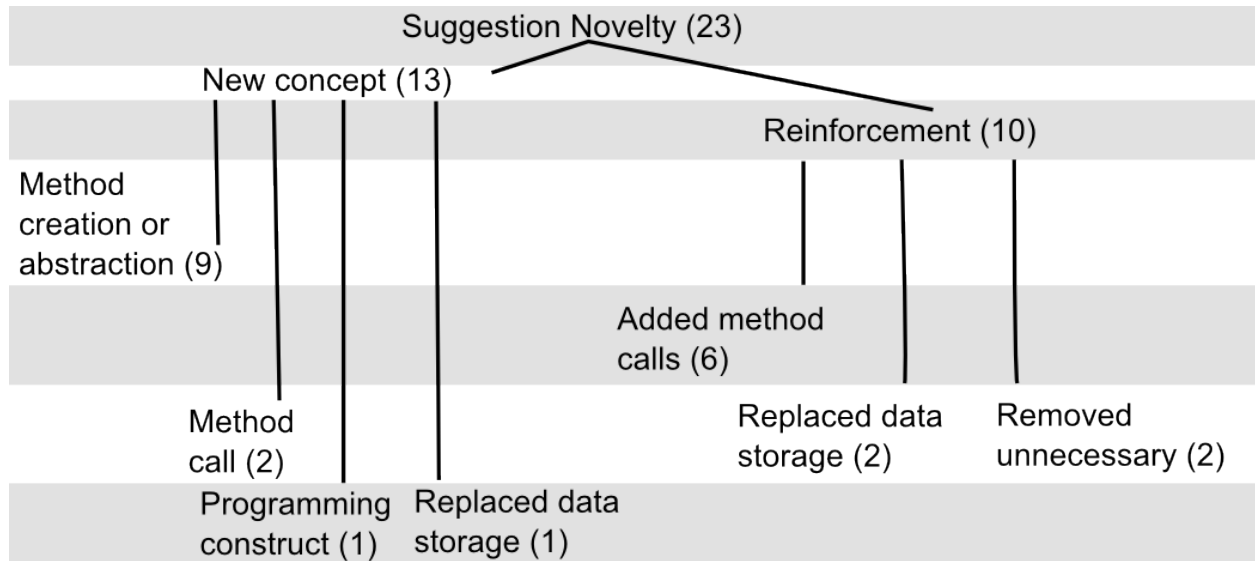 Suggestion Novelty (23)
New concept (13)
Reinforcement (10)
Method
creation or
abstraction (9)
Added method
calls (6)
Method
call (2)
Replaced data
storage (2)
Removed
unnecessary (2)
Programming
construct (1)
Replaced data
storage (1)